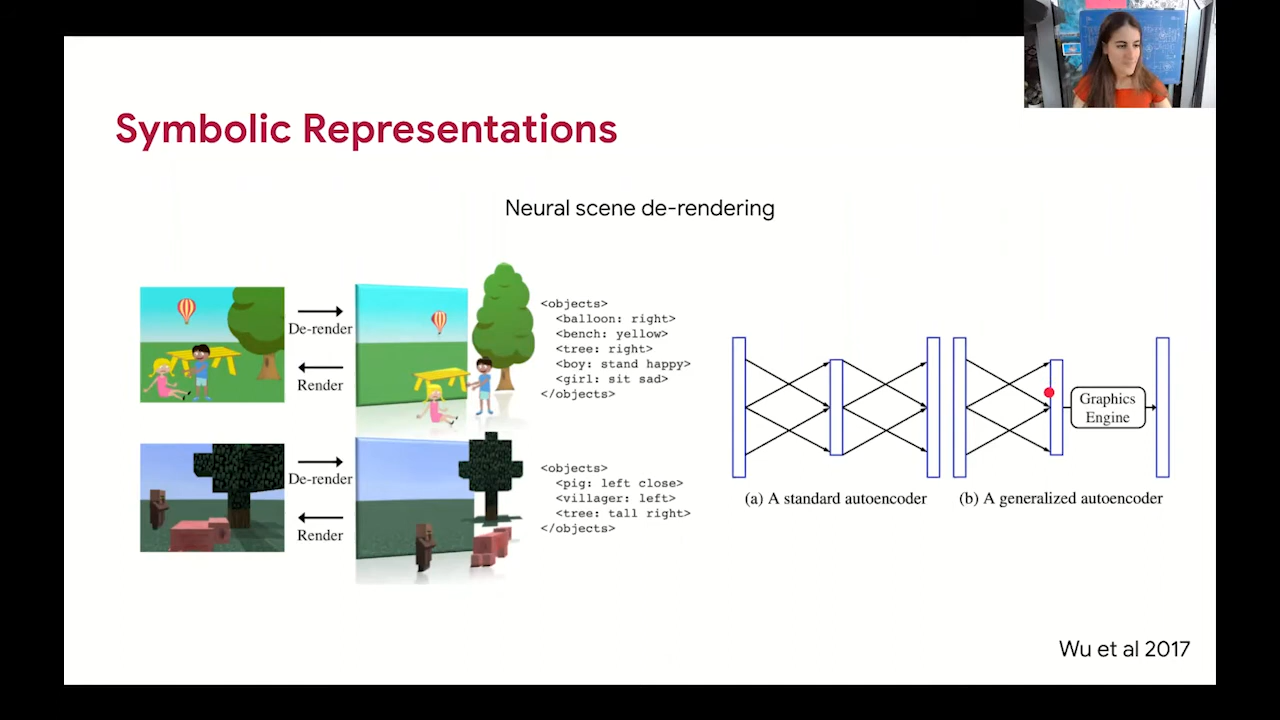 Symbolic Representations
Neural scene de-rendering
De-render
Render
<objects>
<balloon: right>
<bench: yellow>
<tree: right>
<boy: stand happy>
<girl: sit sad>
</objects>
De-render
Render
<objects>
<pig: left close>
<villager: left>
<tree: tall right>
</objects>
Graphics
Engine
(a) A standard autoencoder
(b) A generalized autoencoder
Wu et al 2017